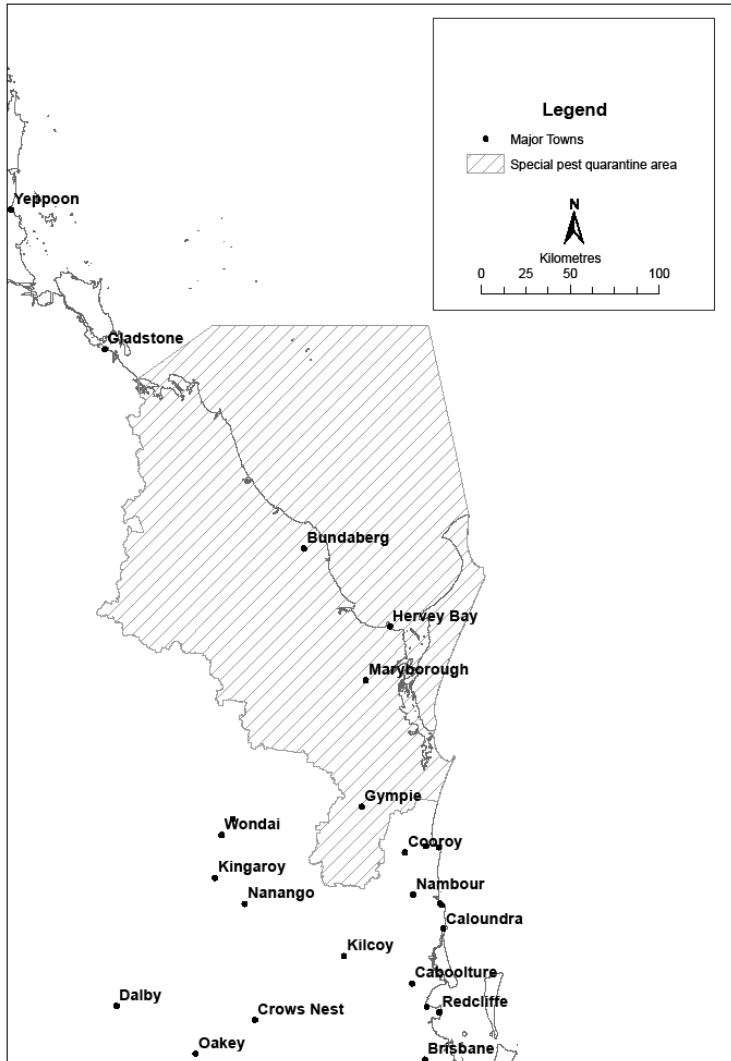 Legend
Major Towns
Special pest quarantine area
N
Kilometres
0 25 50 100
Yeppoon
Gladstone
Bundaberg
Hervey Bay
Maryborough
Gympie
Wondai
Cooroy
Kingaroy
Nambour
Nanango
Caloundra
Kilcoy
Caboolture
Dalby
Redcliffe
Crows Nest
Oakey
Brisbane